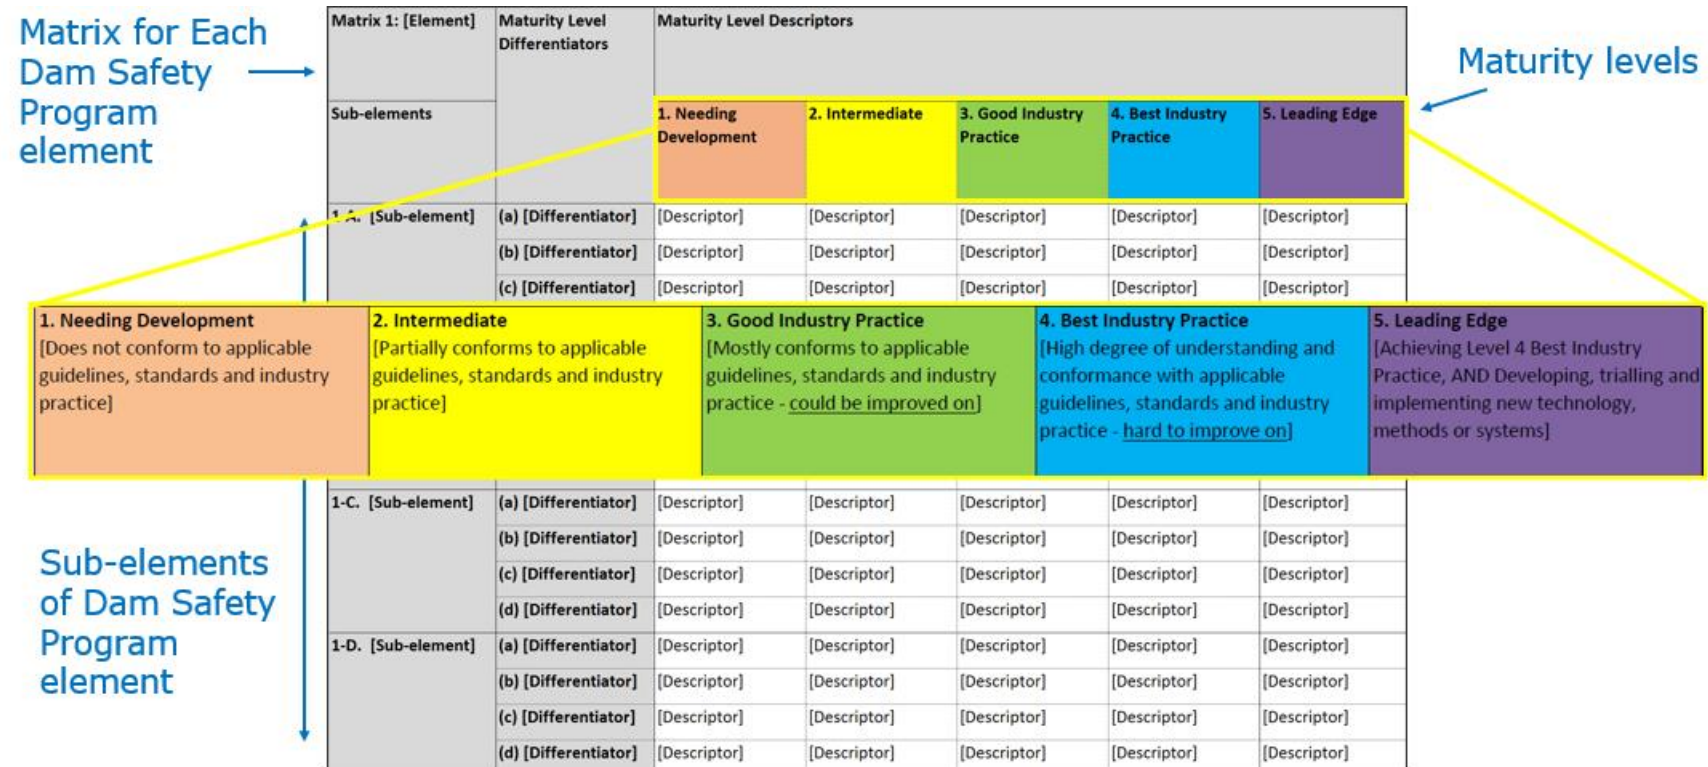 Matrix for Each
Dam Safety
Program
element
Maturity levels
Matrix 1: [Element]
Maturity Level
Differentiators
Maturity Level Descriptors
Sub-elements
1. Needing
Development
2. Intermediate
3. Good Industry
Practice
4. Best Industry
Practice
5. Leading Edge
1-A. [Sub-element]
(a) [Differentiator] [Descriptor] [Descriptor] [Descriptor] [Descriptor] [Descriptor]
(b) [Differentiator] [Descriptor] [Descriptor] [Descriptor] [Descriptor] [Descriptor]
(c) [Differentiator] [Descriptor] [Descriptor] [Descriptor] [Descriptor] [Descriptor]
1. Needing Development
[Does not conform to applicable
guidelines, standards and industry
practice]
2. Intermediate
[Partially conforms to applicable
guidelines, standards and industry
practice]
3. Good Industry Practice
[Mostly conforms to applicable
guidelines, standards and industry
practice - could be improved on]
4. Best Industry Practice
[High degree of understanding and
conformance with applicable
guidelines, standards and industry
practice - hard to improve on]
5. Leading Edge
[Achieving Level 4 Best Industry
Practice, AND Developing, trialling and
implementing new technology,
methods or systems]
1-C. [Sub-element]
(a) [Differentiator] [Descriptor] [Descriptor] [Descriptor] [Descriptor] [Descriptor]
(b) [Differentiator] [Descriptor] [Descriptor] [Descriptor] [Descriptor] [Descriptor]
(c) [Differentiator] [Descriptor] [Descriptor] [Descriptor] [Descriptor] [Descriptor]
(d) [Differentiator] [Descriptor] [Descriptor] [Descriptor] [Descriptor] [Descriptor]
1-D. [Sub-element]
(a) [Differentiator] [Descriptor] [Descriptor] [Descriptor] [Descriptor] [Descriptor]
(b) [Differentiator] [Descriptor] [Descriptor] [Descriptor] [Descriptor] [Descriptor]
(c) [Differentiator] [Descriptor] [Descriptor] [Descriptor] [Descriptor] [Descriptor]
(d) [Differentiator] [Descriptor] [Descriptor] [Descriptor] [Descriptor] [Descriptor]
Sub-elements
of Dam Safety
Program
element